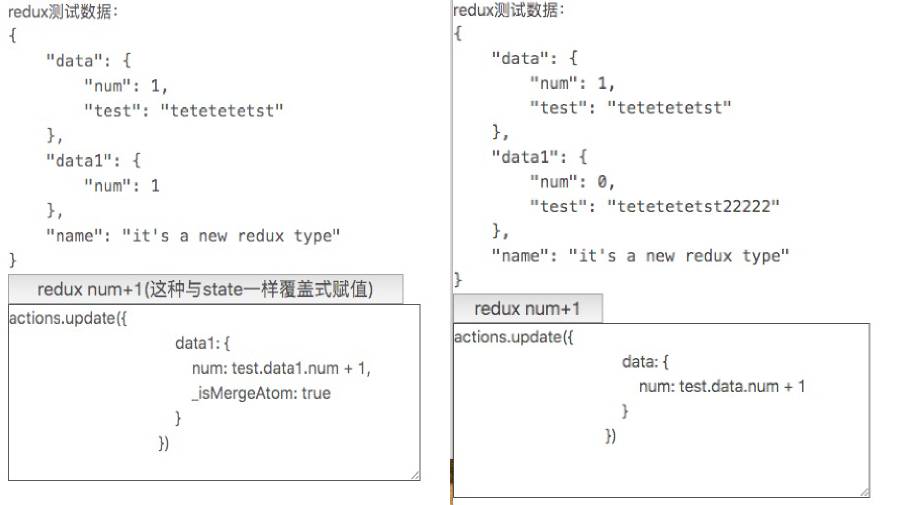 redux测试数据：
{
    "data": {
        "num": 1,
        "test": "tetetetetst"
    },
    "data1": {
        "num": 1
    },
    "name": "it's a new redux type"
}
redux num+1(这种与state一样覆盖式赋值)
actions.update({
data1: {
num: test.data1.num + 1,
_isMergeAtom: true
}
})
redux测试数据：
{
    "data": {
        "num": 1,
        "test": "tetetetetst"
    },
    "data1": {
        "num": 0,
        "test": "tetetetetst22222"
    },
    "name": "it's a new redux type"
}
redux num+1
actions.update({
data: {
num: test.data.num + 1
}
})